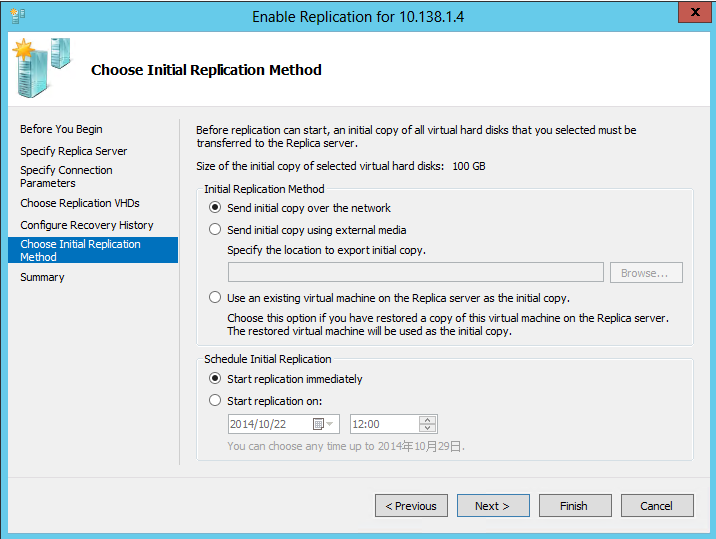 Enable Replication for 10.138.1.4
x
Choose Initial Replication Method
Before You Begin
Specify Replica Server
Specify Connection
Parameters
Choose Replication VHDs
Configure Recovery History
Choose Initial Replication
Method
Summary
Before replication can start, an initial copy of all virtual hard disks that you selected must be
transferred to the Replica server.
Size of the initial copy of selected virtual hard disks: 100 GB
Initial Replication Method
Send initial copy over the network
Send initial copy using external media
Specify the location to export initial copy.
Browse...
Use an existing virtual machine on the Replica server as the initial copy.
Choose this option if you have restored a copy of this virtual machine on the Replica server.
The restored virtual machine will be used as the initial copy.
Schedule Initial Replication
Start replication immediately
Start replication on:
2014/10/22 12:00
You can choose any time up to 2014年10月29日.
< Previous Next > Finish Cancel